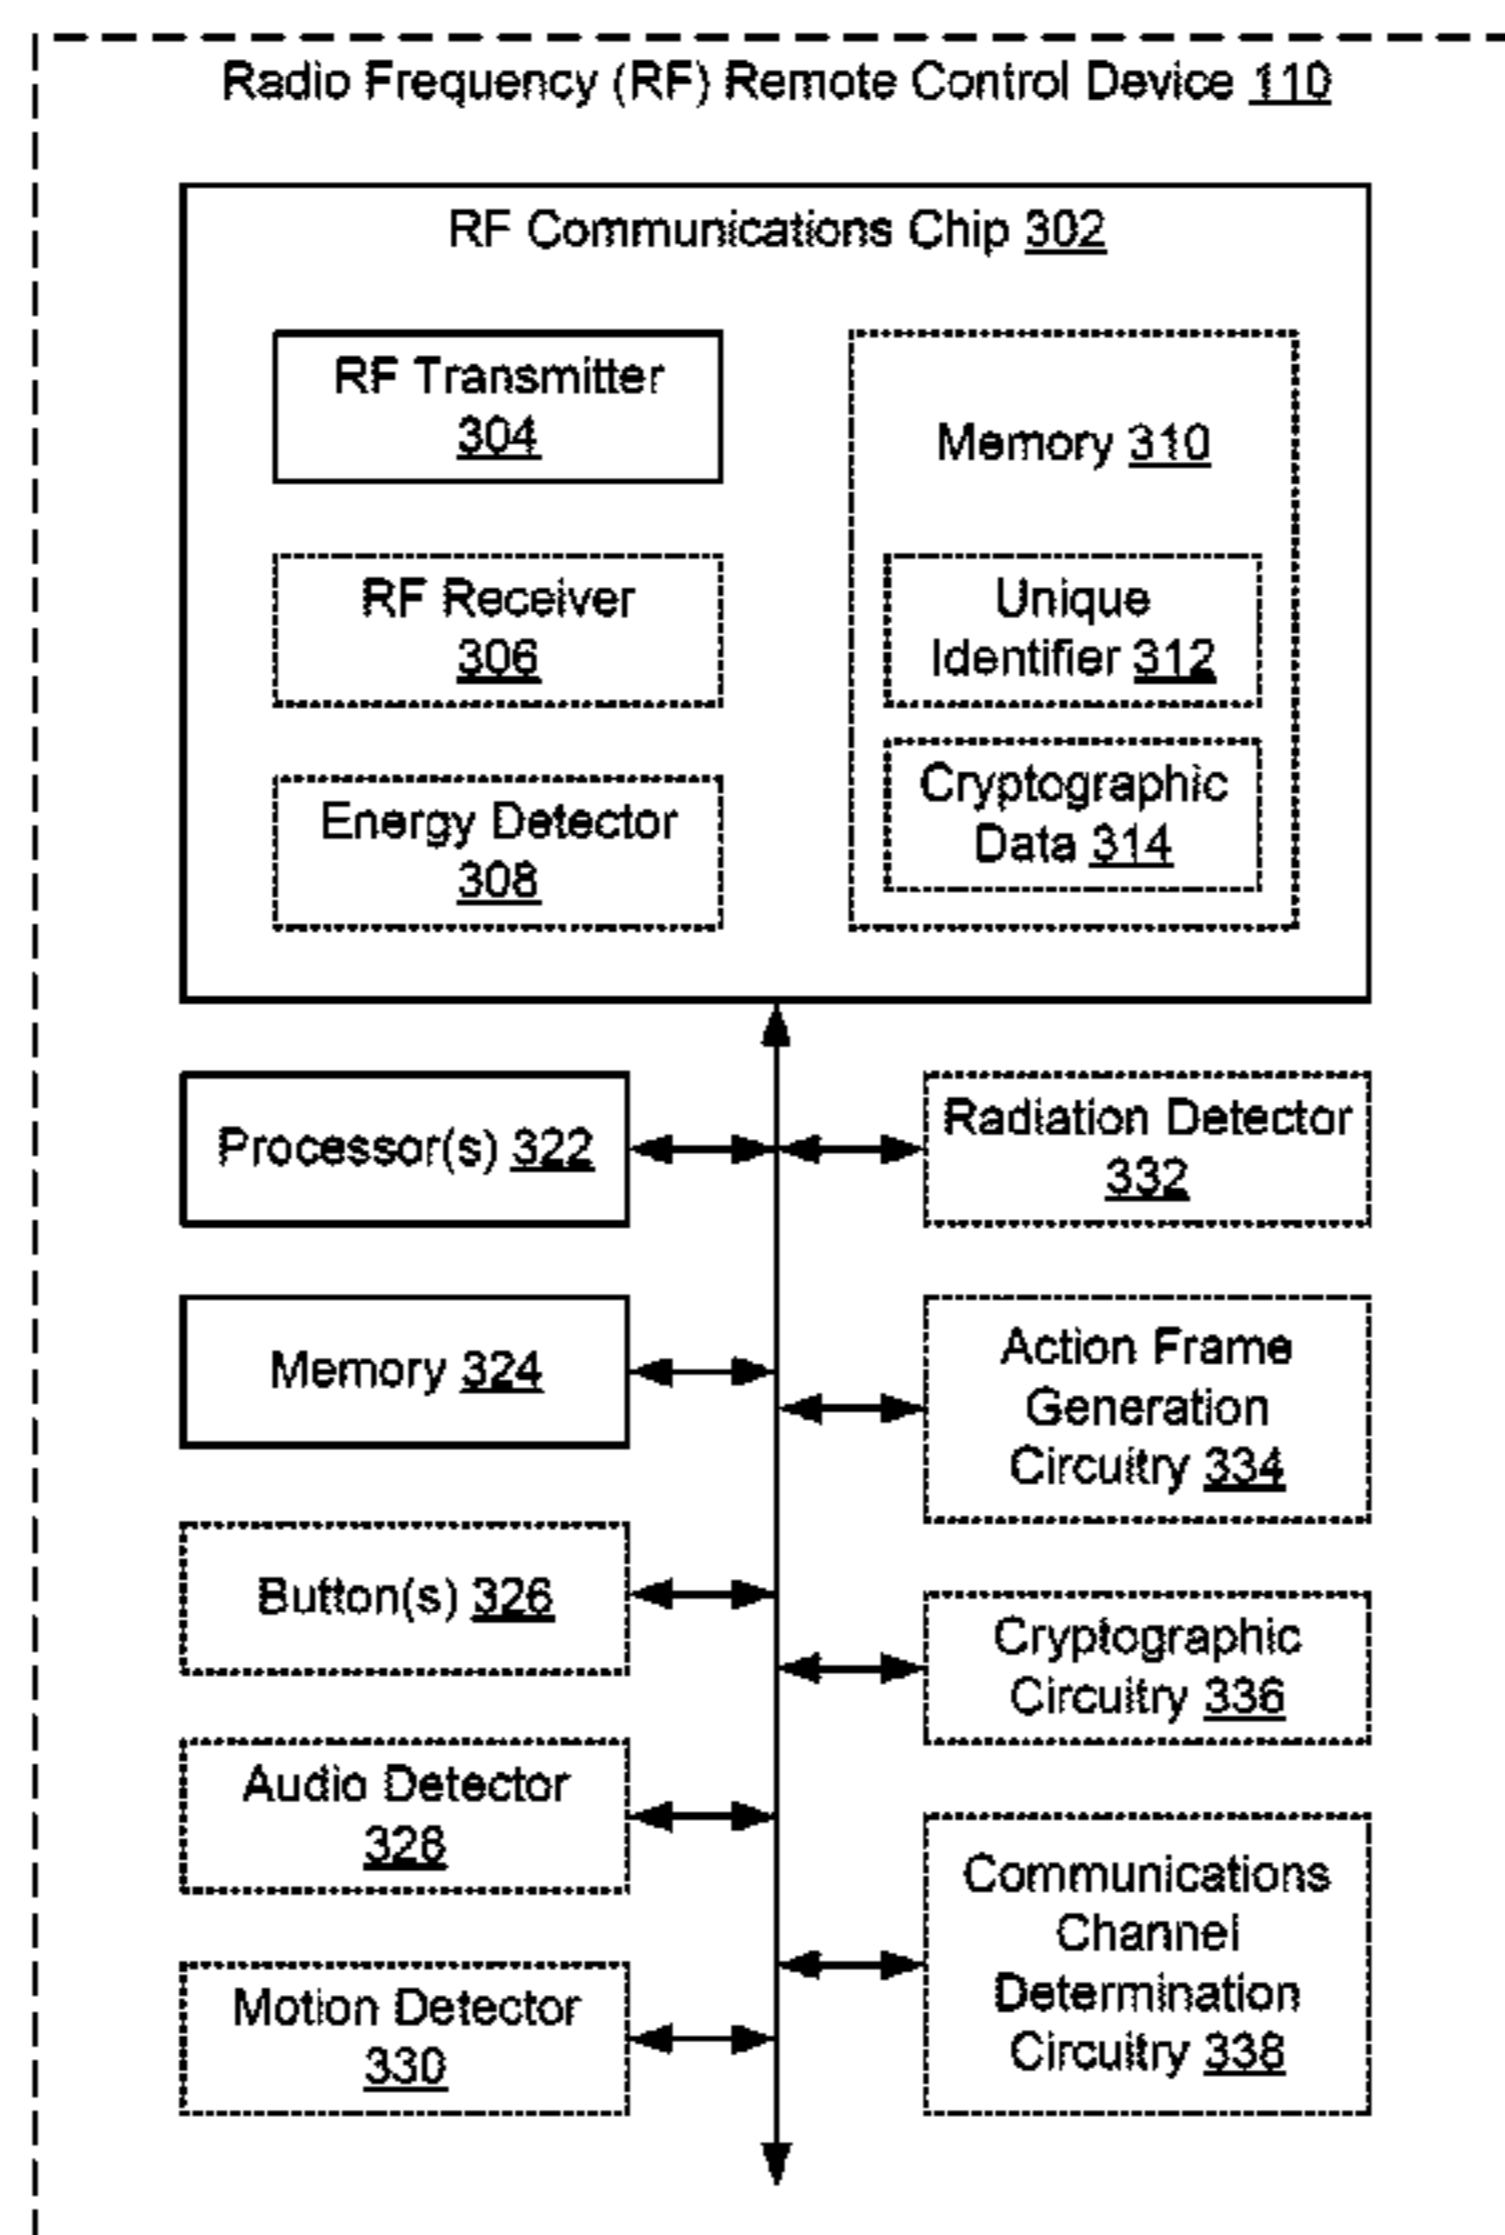 Radio Frequency (RF) Remote Control Device 110
RF Communications Chip 302
RF Transmitter
304
RF Receiver
306
Energy Detector
308
Memory 310
Unique
Identifier 312
Cryptographic
Data 314
Processor(s) 322
Memory 324
Button(s) 326
Audio Detector
328
Motion Detector
330
Radiation Detector
332
Action Frame
Generation
Circuitry 334
Cryptographic
Circuitry 336
Communications
Channel
Determination
Circuitry 338